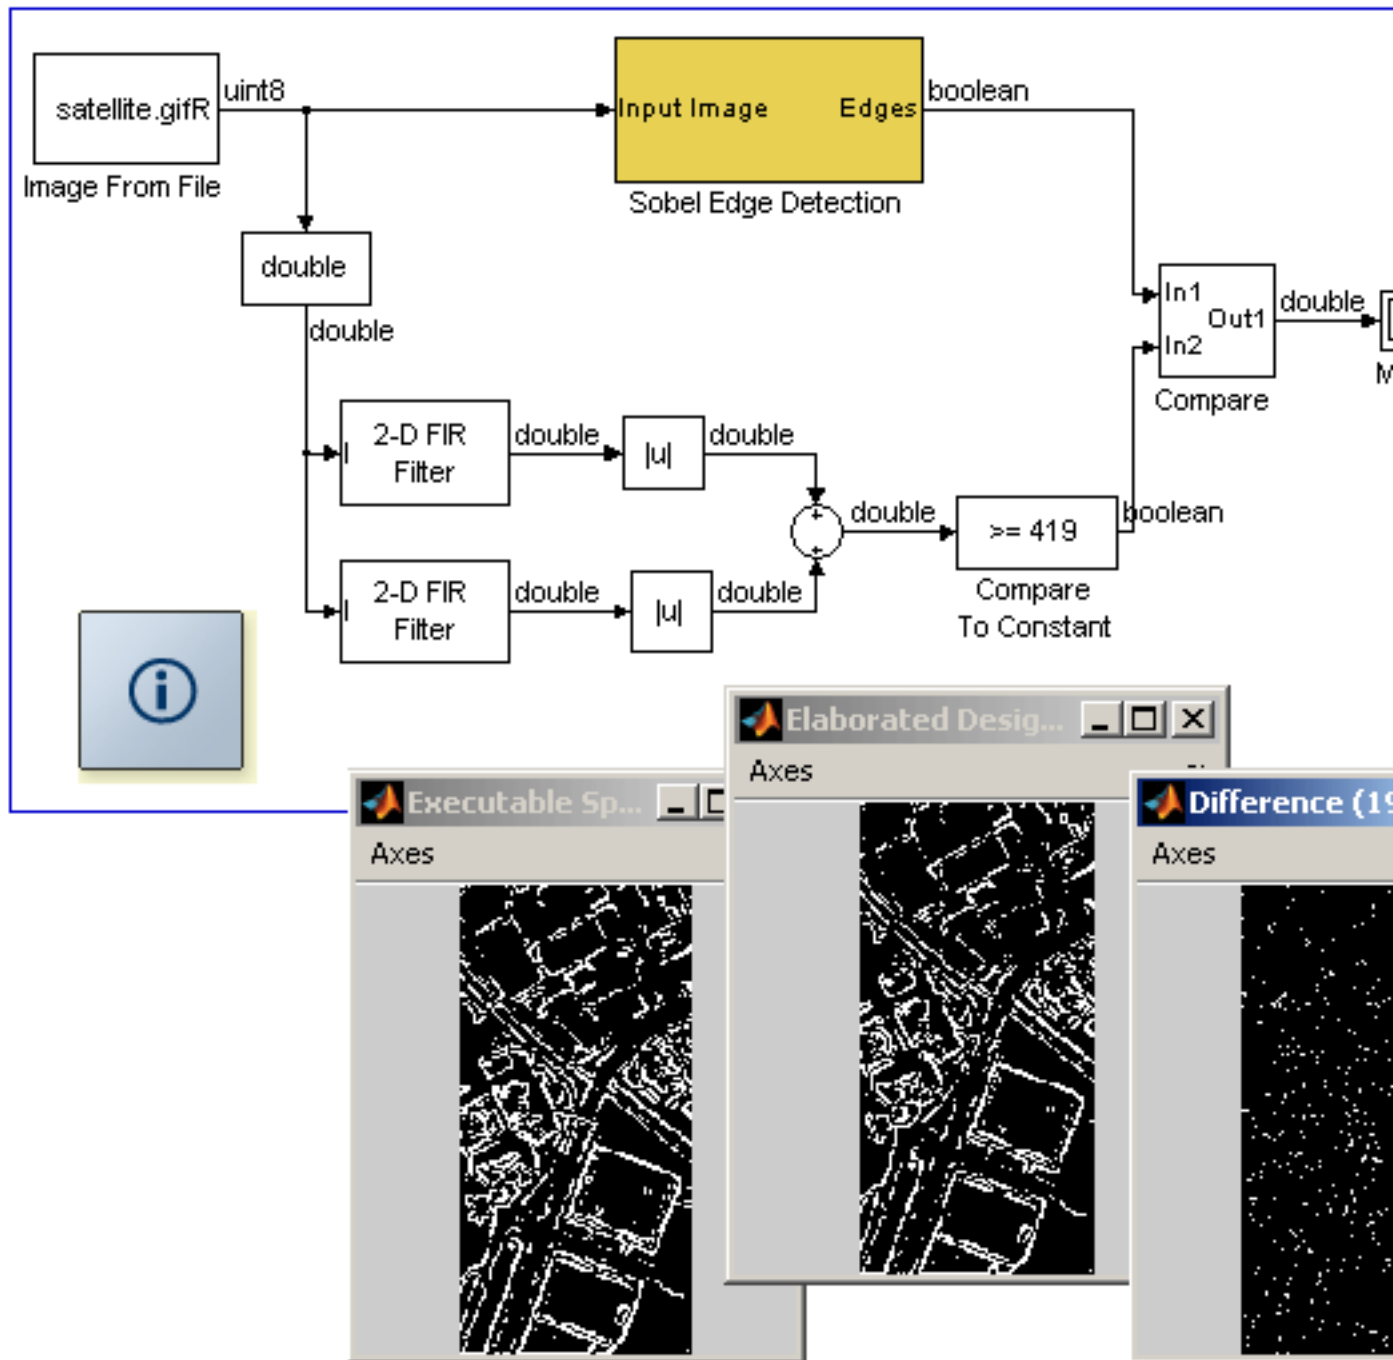 satellite.gifR
uint8
Image From File
Input Image
Edges
boolean
Sobel Edge Detection
double
double
In1
In2
Out1
double
Compare
2-D FIR
Filter
double
|u|
double
2-D FIR
Filter
double
|u|
double
+
+
double
>= 419
boolean
Compare
To Constant
Elaborated Desig...
Axes
Executable Sp...
Axes
Difference (19
Axes